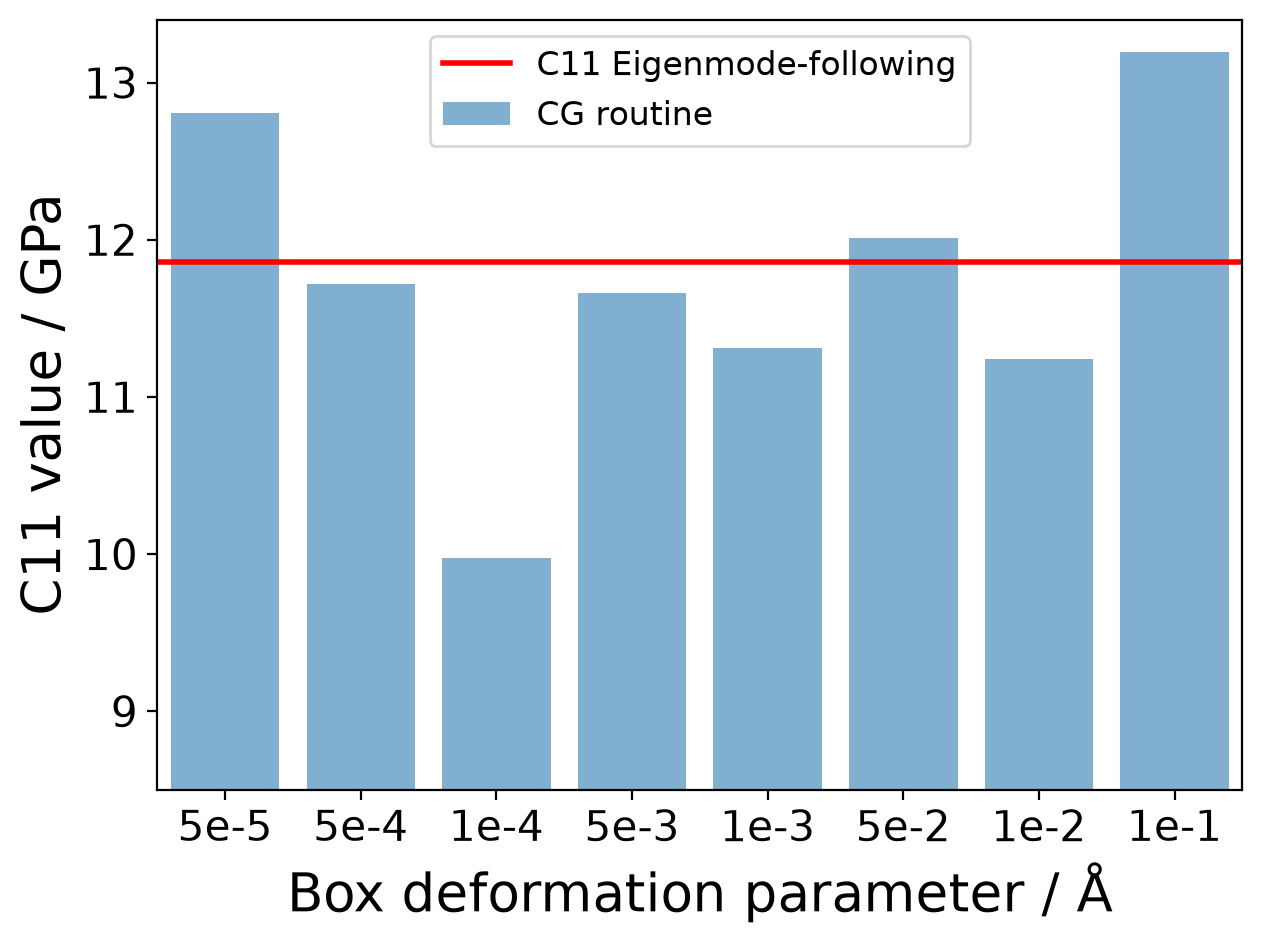 C11 Eigenmode-following
CG routine
C11 value / GPa
13
12
11
10
9
5e-5 5e-4 1e-4 5e-3 1e-3 5e-2 1e-2 1e-1
Box deformation parameter / Å